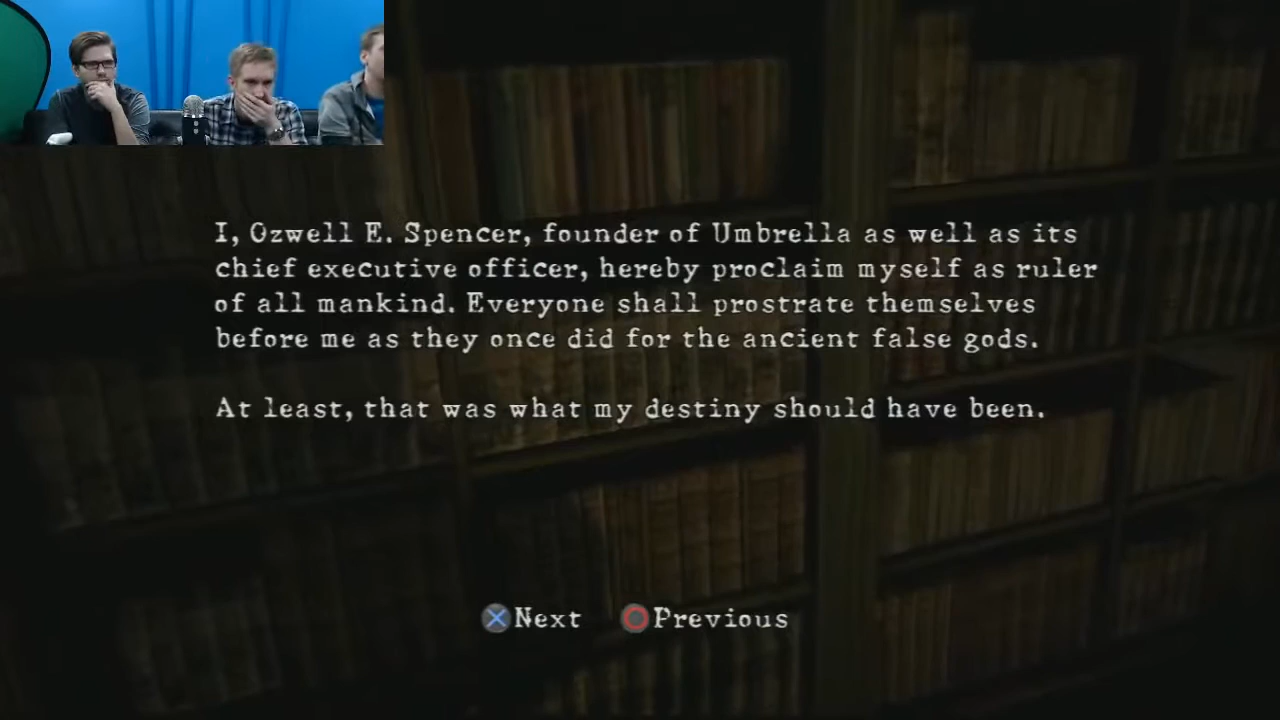 I, Ozwell E. Spencer, founder of Umbrella as well as its
chief executive officer, hereby proclaim myself as ruler
of all mankind. Everyone shall prostrate themselves
before me as they once did for the ancient false gods.
At least, that was what my destiny should have been.
Next Previous